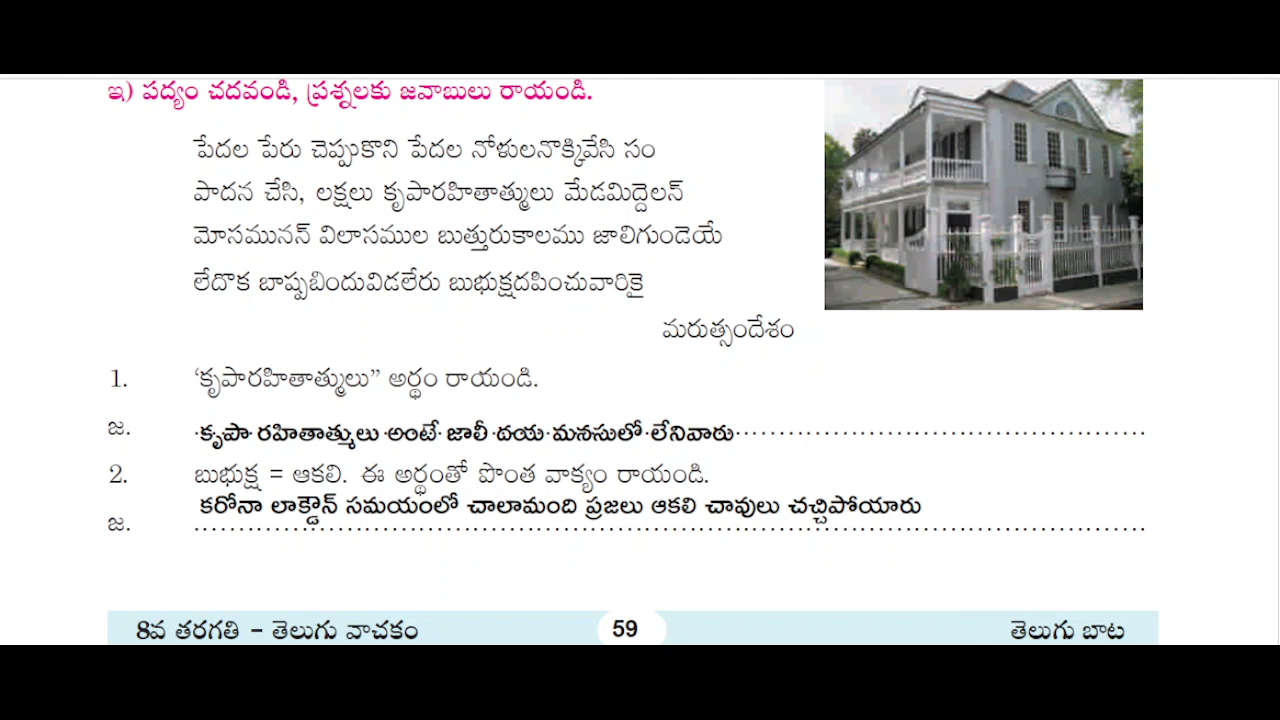 ఇ) పద్యం చదవండి, ప్రశ్నలకు జవాబులు రాయండి.
పేదల పేరు చెప్పుకొని పేదల నోళులనొక్కివేసి సం
పాదన చేసి, లక్షలు కృపారహితాత్ములు మేడమిద్దెలన్
మోసమునన్ విలాసముల బుత్తురుకాలము జాలిగుండెయే
లేదొక బాష్పబిందువిడలేరు బుభుక్షదపించువారికై
మరుత్సందేశం
1. ‘కృపారహితాత్ములు” అర్థం రాయండి.
జ. కృపా రహితాత్ములు అంటే జాలీ దయ మనసులో లేనివారు
2. బుభుక్ష = ఆకలి. ఈ అర్థంతో పొంత వాక్యం రాయండి.
కరోనా లాక్డౌన్ సమయంలో చాలామంది ప్రజలు ఆకలి చావులు చచ్చిపోయారు
జ.
8వ తరగతి – తెలుగు వాచకం 59 తెలుగు బాట